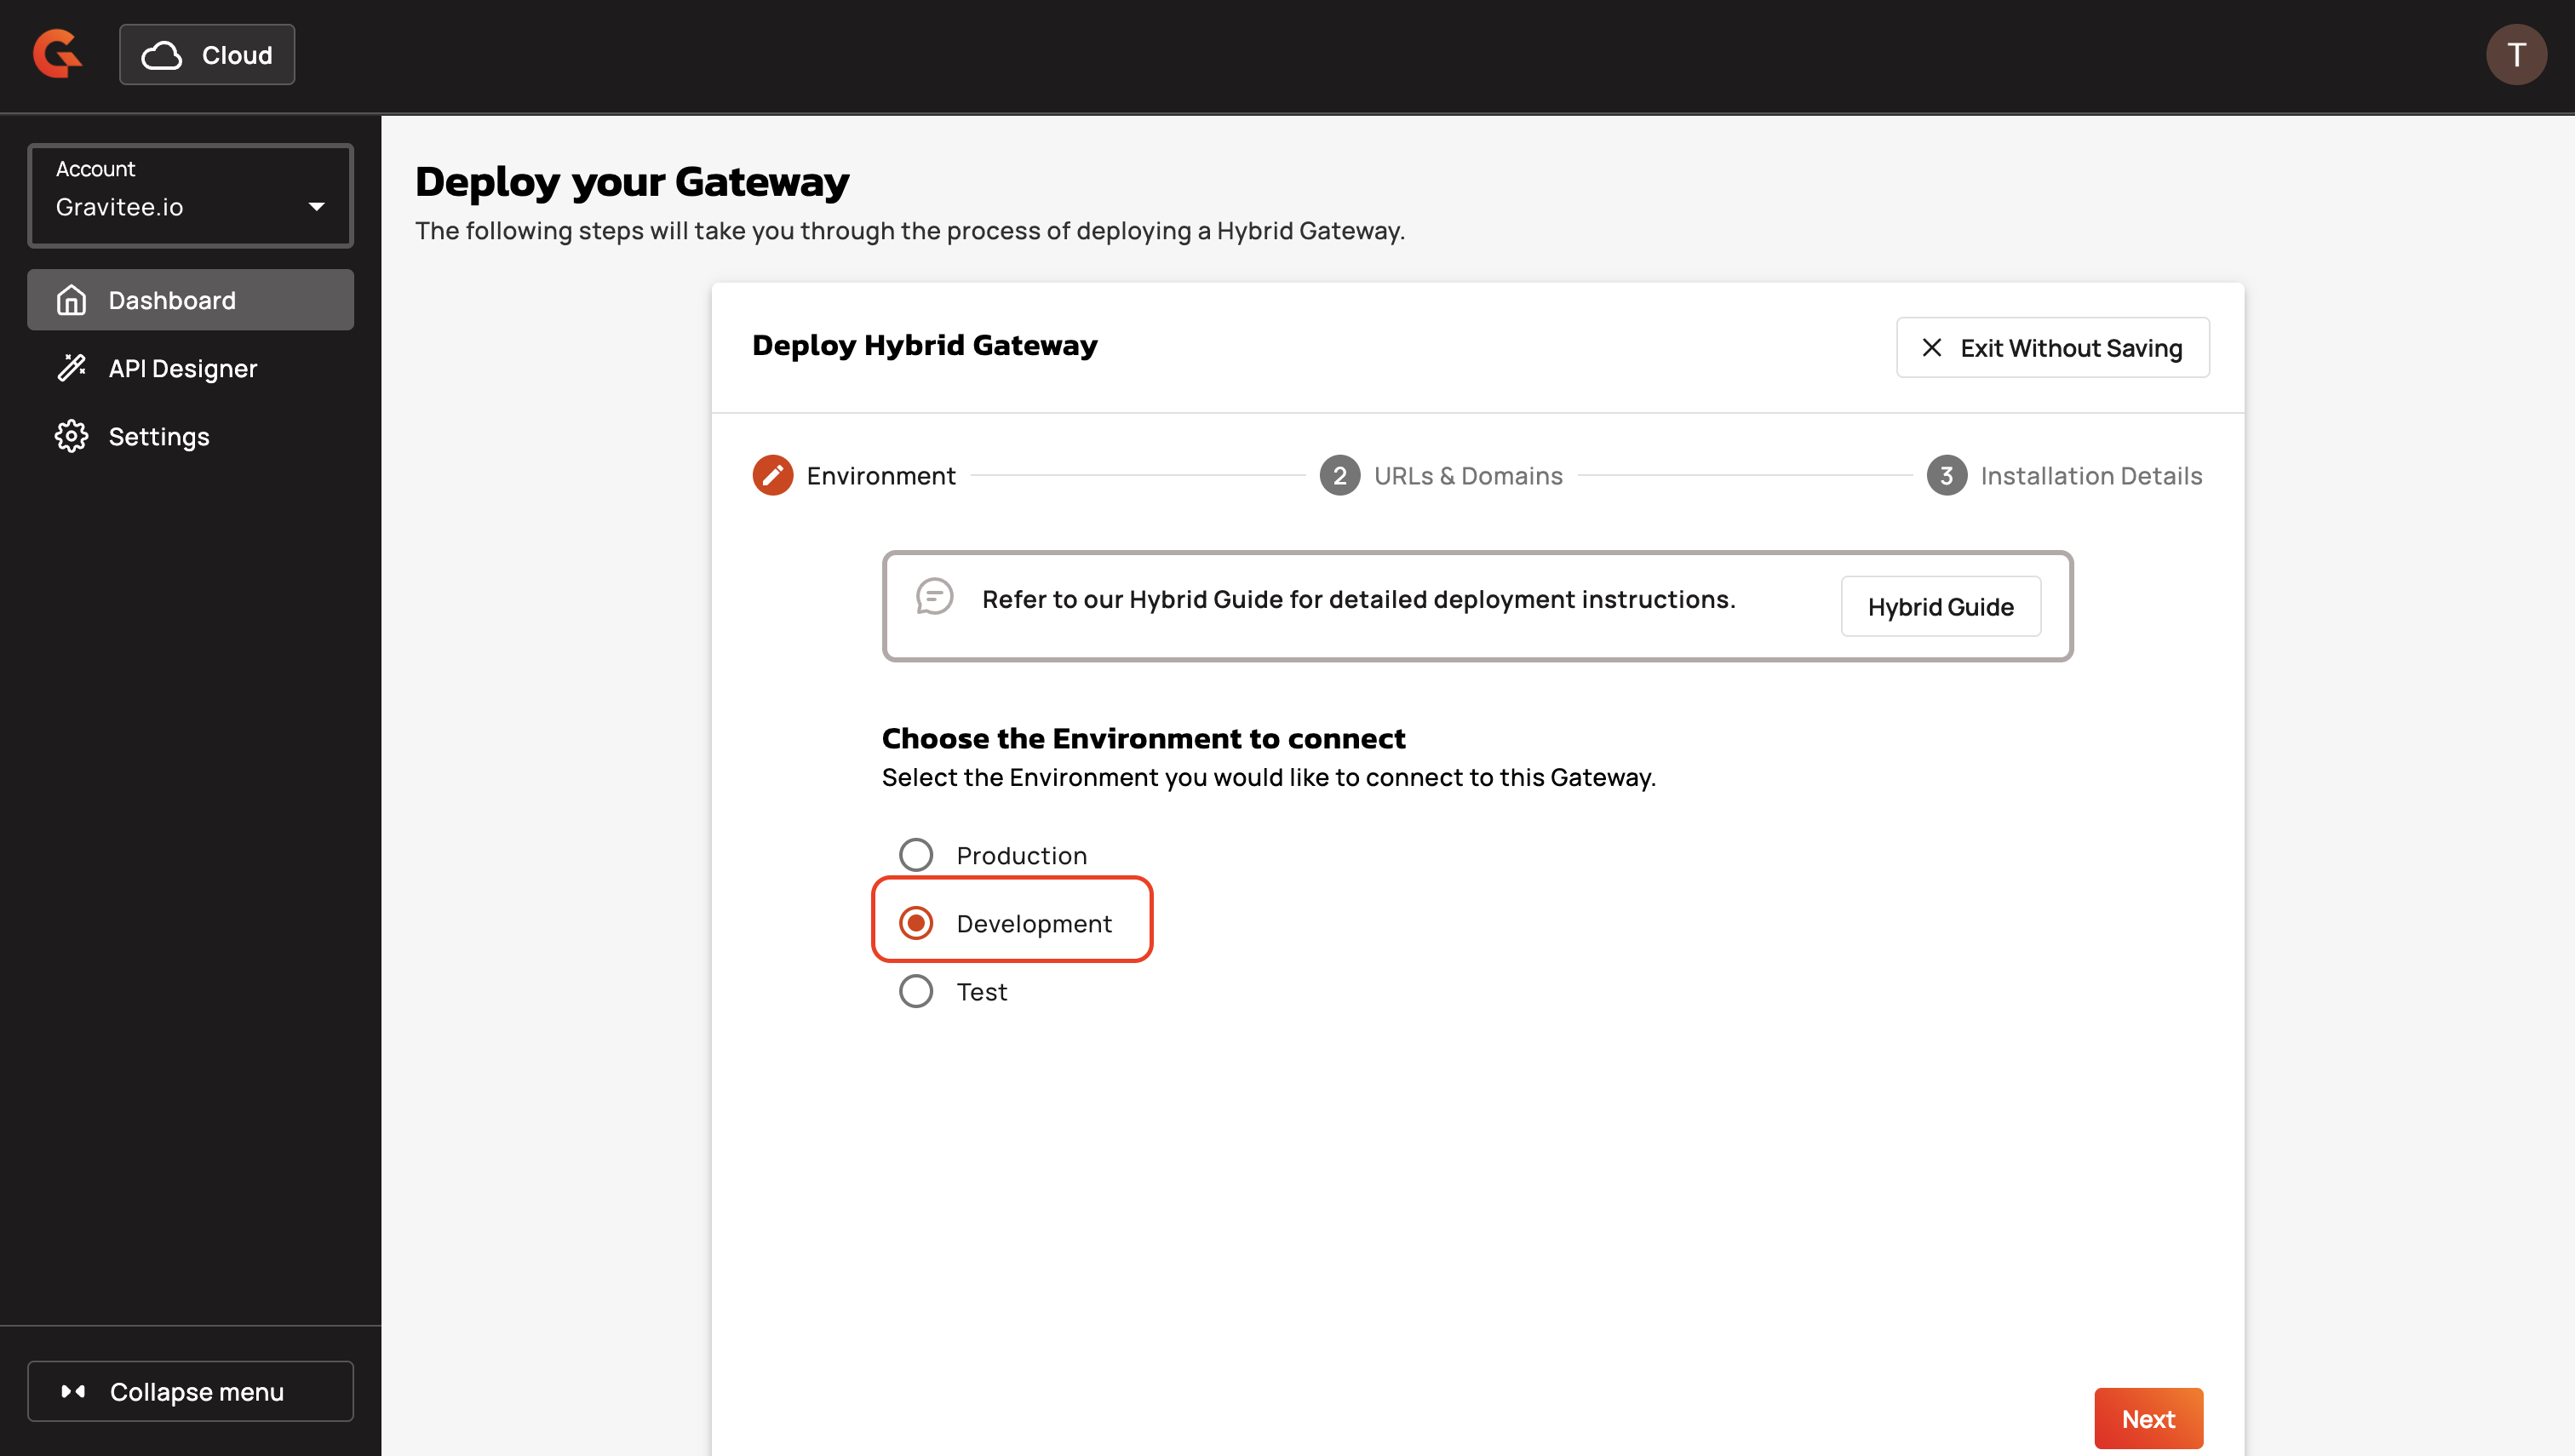 Cloud
T
Account
Gravitee.io
Dashboard
API Designer
Settings
Collapse menu
Deploy your Gateway
The following steps will take you through the process of deploying a Hybrid Gateway.
Deploy Hybrid Gateway
Exit Without Saving
Environment
2 URLs & Domains
3 Installation Details
Refer to our Hybrid Guide for detailed deployment instructions.
Hybrid Guide
Choose the Environment to connect
Select the Environment you would like to connect to this Gateway.
Production
Development
Test
Next